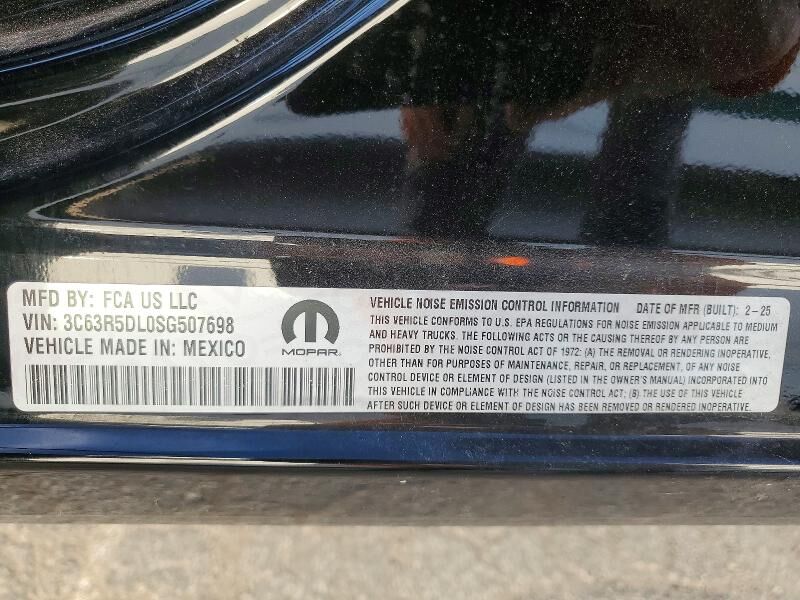 MFD BY: FCA US LLC
VIN: 3C63R5DL0SG507698
VEHICLE MADE IN: MEXICO
MOPAR
VEHICLE NOISE EMISSION CONTROL INFORMATION DATE OF MFR (BUILT): 2-25
THIS VEHICLE CONFORMS TO U.S. EPA REGULATIONS FOR NOISE EMISSION APPLICABLE TO MEDIUM
AND HEAVY TRUCKS. THE FOLLOWING ACTS OR THE CAUSING THEREOF BY ANY PERSON ARE
PROHIBITED BY THE NOISE CONTROL ACT OF 1972: (A) THE REMOVAL OR RENDERING INOPERATIVE,
OTHER THAN FOR PURPOSES OF MAINTENANCE, REPAIR, OR REPLACEMENT, OF ANY NOISE
CONTROL DEVICE OR ELEMENT OF DESIGN (LISTED IN THE OWNER'S MANUAL) INCORPORATED INTO
THIS VEHICLE IN COMPLIANCE WITH THE NOISE CONTROL ACT; (B) THE USE OF THIS VEHICLE
AFTER SUCH DEVICE OR ELEMENT OF DESIGN HAS BEEN REMOVED OR RENDERED INOPERATIVE.